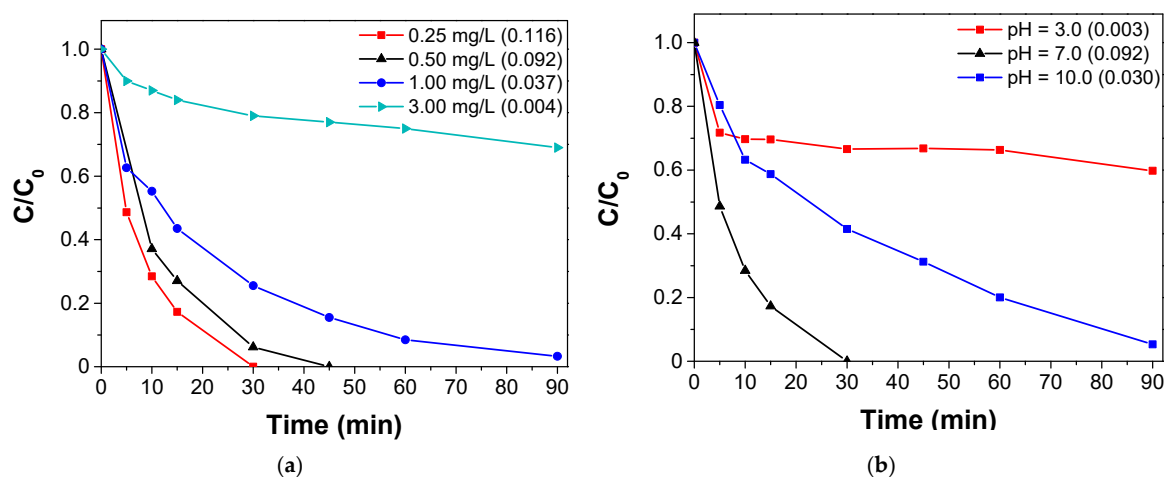 0.25 mg/L (0.116)
0.50 mg/L (0.092)
1.00 mg/L (0.037)
3.00 mg/L (0.004)
1.0
0.8
0.6
0.4
0.2
0
C/C0
0 10 20 30 40 50 60 70 80 90
Time (min)
(a)
pH = 3.0 (0.003)
pH = 7.0 (0.092)
pH = 10.0 (0.030)
1.0
0.8
0.6
0.4
0.2
0
C/C0
0 10 20 30 40 50 60 70 80 90
Time (min)
(b)